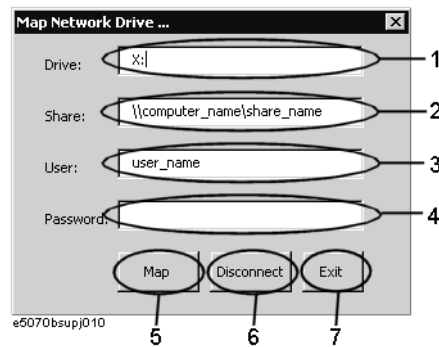 Map Network Drive ...
Drive: X: 1
Share: \\computer_name\share_name 2
User: user_name 3
Password: 4
Map Disconnect Exit
e5070bsupj010
5 6 7